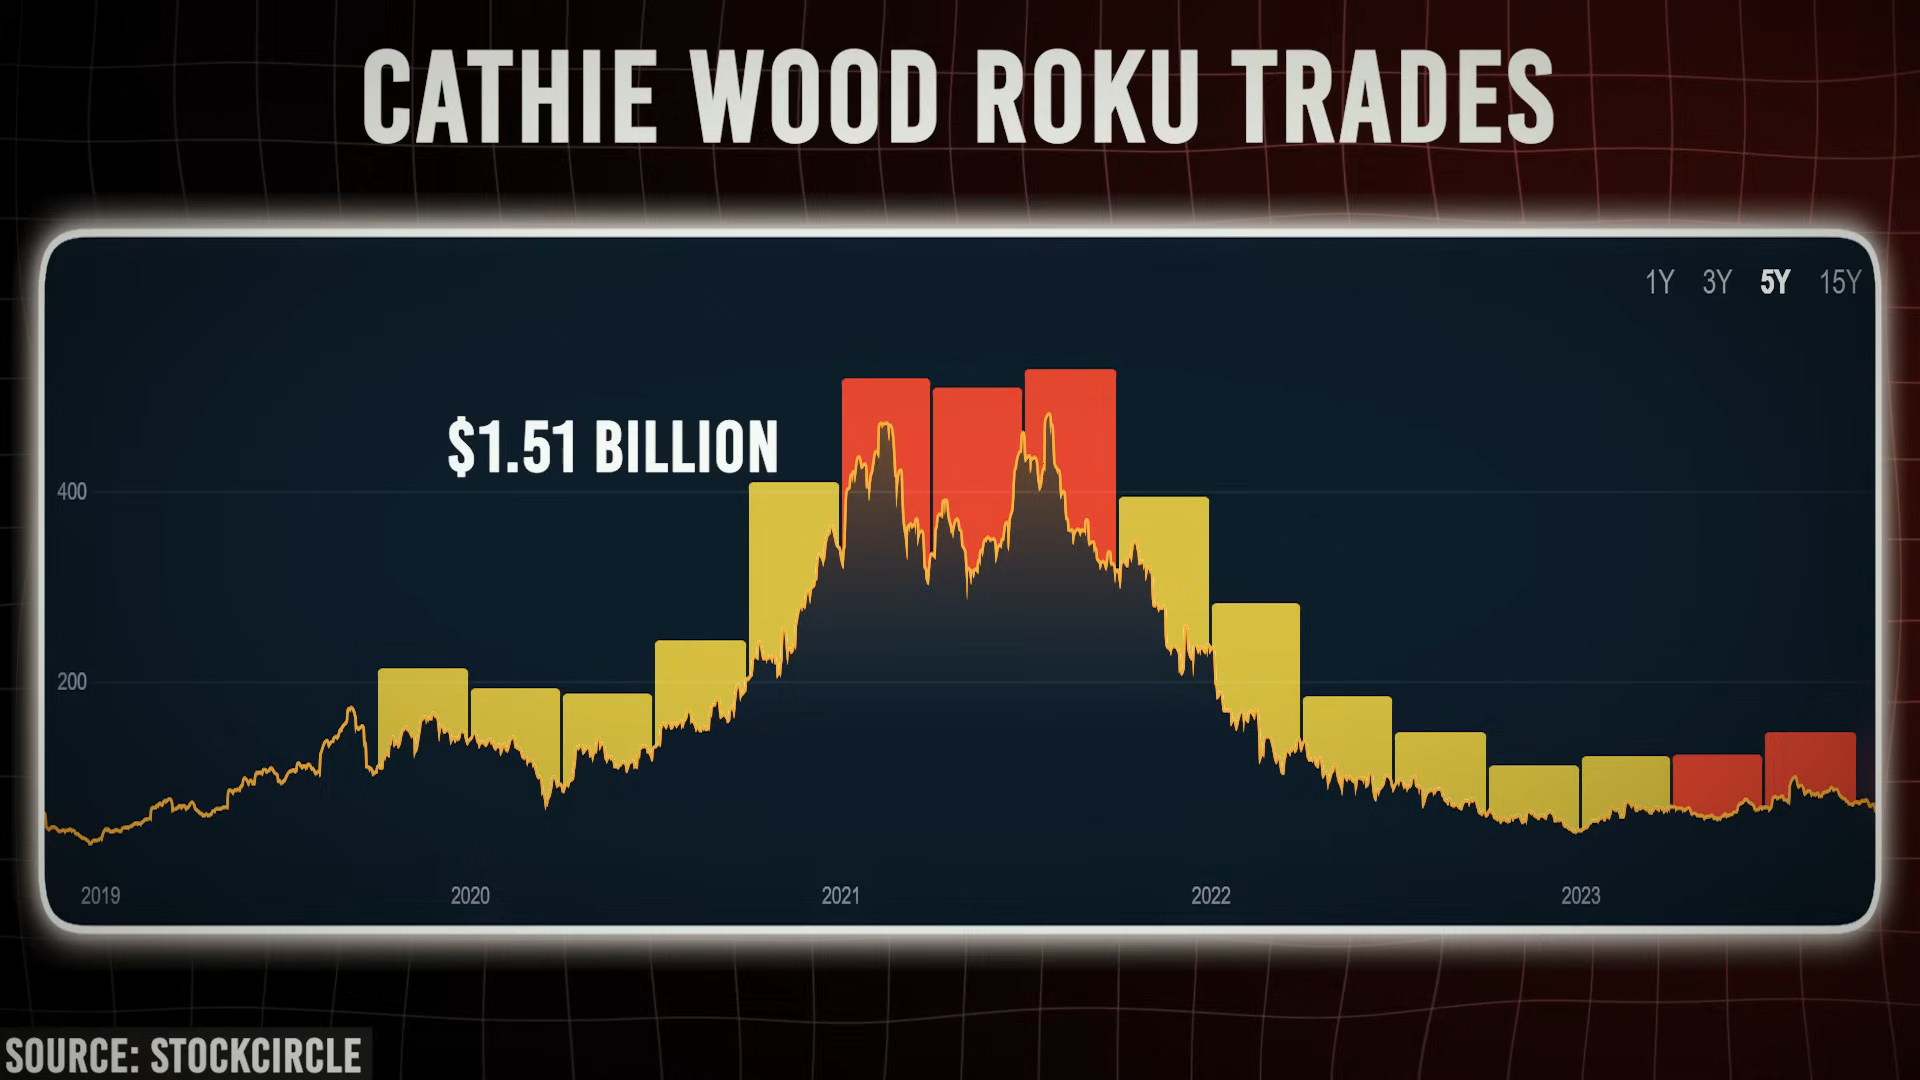 CATHIE WOOD ROKU TRADES
1Y 3Y 5Y 15Y
$1.51 BILLION
400
200
2019 2020 2021 2022 2023
SOURCE: STOCKCIRCLE